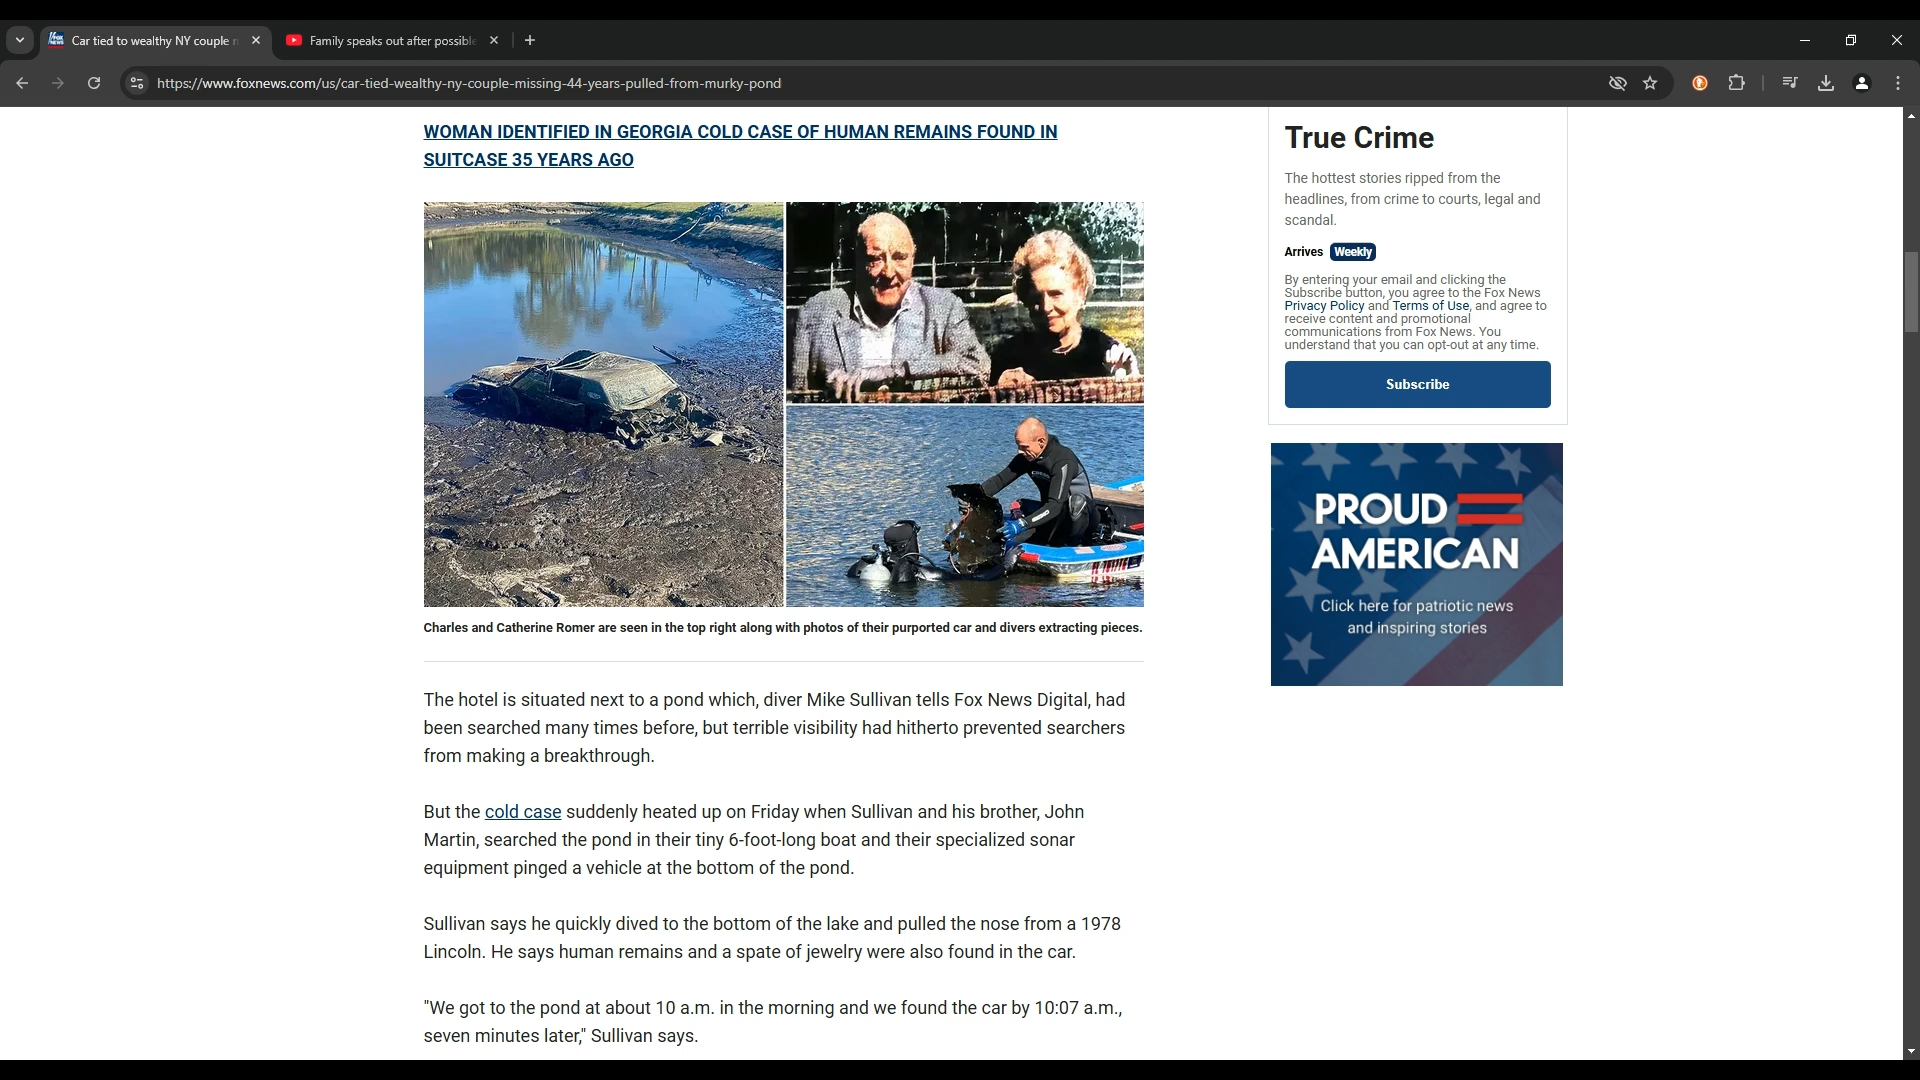 Car tied to wealthy NY couple
Family speaks out after possible
https://www.foxnews.com/us/car-tied-wealthy-ny-couple-missing-44-years-pulled-from-murky-pond
WOMAN IDENTIFIED IN GEORGIA COLD CASE OF HUMAN REMAINS FOUND IN
SUITCASE 35 YEARS AGO
Charles and Catherine Romer are seen in the top right along with photos of their purported car and divers extracting pieces.
The hotel is situated next to a pond which, diver Mike Sullivan tells Fox News Digital, had
been searched many times before, but terrible visibility had hitherto prevented searchers
from making a breakthrough.
But the cold case suddenly heated up on Friday when Sullivan and his brother, John
Martin, searched the pond in their tiny 6-foot-long boat and their specialized sonar
equipment pinged a vehicle at the bottom of the pond.
Sullivan says he quickly dived to the bottom of the lake and pulled the nose from a 1978
Lincoln. He says human remains and a spate of jewelry were also found in the car.
"We got to the pond at about 10 a.m. in the morning and we found the car by 10:07 a.m.,
seven minutes later," Sullivan says.
True Crime
The hottest stories ripped from the
headlines, from crime to courts, legal and
scandal.
Arrives Weekly
By entering your email and clicking the
Subscribe button, you agree to the Fox News
Privacy Policy and Terms of Use, and agree to
receive content and promotional
communications from Fox News. You
understand that you can opt-out at any time.
Subscribe
PROUD
AMERICAN
Click here for patriotic news
and inspiring stories